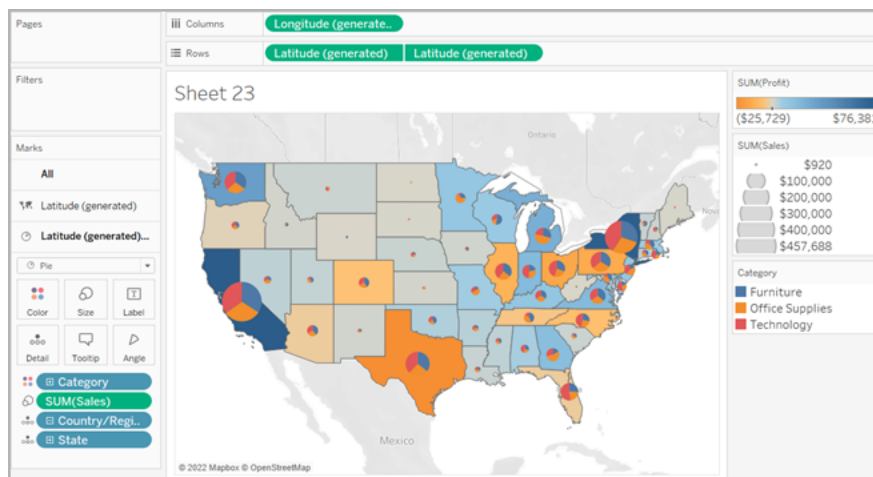 Pages
Filters
Marks
All
Latitude (generated)
Latitude (generated)...
Pie
Color
Size
Label
Detail
Tooltip
Angle
Category
SUM(Sales)
Country/Regi..
State
Columns
Longitude (generate..
Rows
Latitude (generated)
Latitude (generated)
Sheet 23
Ontario
Mexico
© 2022 Mapbox © OpenStreetMap
SUM(Profit)
($25,729)
SUM(Sales)
$920
$100,000
$200,000
$300,000
$400,000
$457,688
Category
Furniture
Office Supplies
Technology